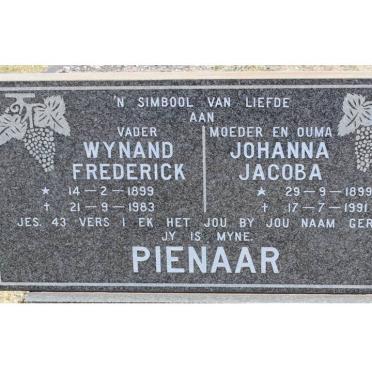 'N SIMBOOL VAN LIEFDE
AAN
VADER
WYNAND
FREDERICK
* 14-2-1899
† 21-9-1983
MOEDER EN OUMA
JOHANNA
JACOBA
* 29-9-1899
† 17-7-1991
JES. 43 VERS 1 EK HET JOU BY JOU NAAM GER
JY IS MYNE.
PIENAAR